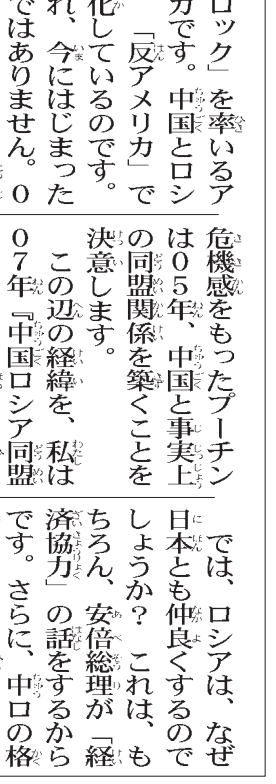 ロック」を率いるア
カです。中国とロシ
「反アメリカ」で
化しているのです。
れ、今にはじまった
ではありません。０
危機感をもったプーチン
は０５年、中国と事実上
の同盟関係を築くことを
決意します。
この辺の経緯を、私は
０７年『中国ロシア同盟
では、ロシアは、なぜ
日本とも仲良くするので
しょうか？　これは、も
ちろん、安倍総理が「経
済協力」の話をするから
です。さらに、中ロの格